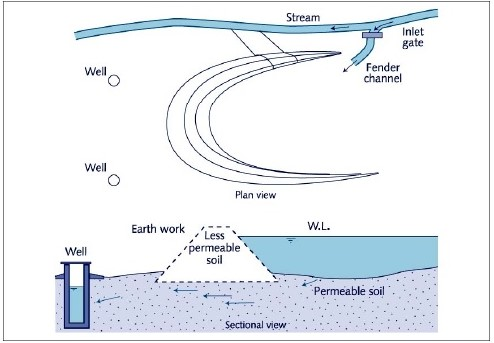 Stream
Inlet
gate
Fender
channel
Well
Well
Plan view
Earth work
Less
permeable
soil
W.L.
Well
Permeable soil
Sectional view